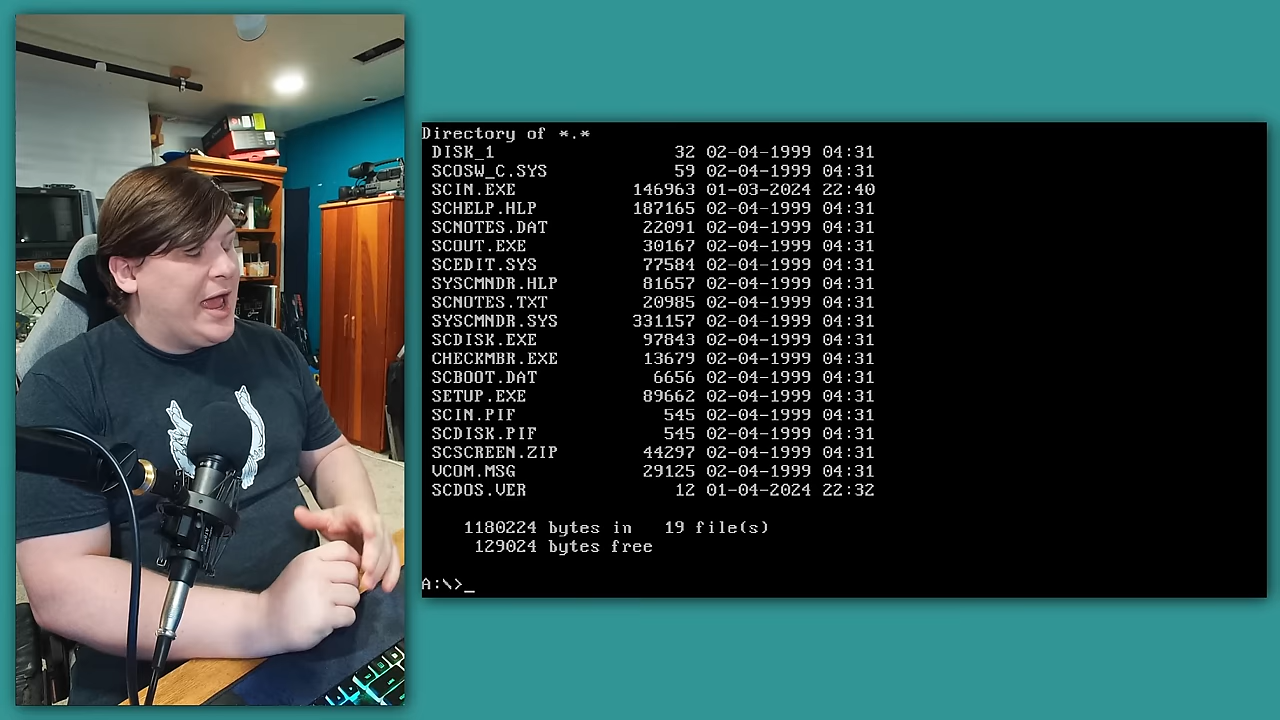 Directory of *.*
DISK_1 32 02-04-1999 04:31
SCOSW_C.SYS 59 02-04-1999 04:31
SCIN.EXE 146963 01-03-2024 22:40
SCHELP.HLP 187165 02-04-1999 04:31
SCNOTES.DAT 22091 02-04-1999 04:31
SCOUT.EXE 30167 02-04-1999 04:31
SCEDIT.SYS 77584 02-04-1999 04:31
SYSCMNDR.HLP 81657 02-04-1999 04:31
SCNOTES.TXT 20985 02-04-1999 04:31
SYSCMNDR.SYS 331157 02-04-1999 04:31
SCDISK.EXE 97843 02-04-1999 04:31
CHECKMBR.EXE 13679 02-04-1999 04:31
SCBOOT.DAT 6656 02-04-1999 04:31
SETUP.EXE 89662 02-04-1999 04:31
SCIN.PIF 545 02-04-1999 04:31
SCDISK.PIF 545 02-04-1999 04:31
SCSCREEN.ZIP 44297 02-04-1999 04:31
VCOM.MSG 29125 02-04-1999 04:31
SCDOS.VER 12 01-04-2024 22:32
1180224 bytes in 19 file(s)
129024 bytes free
A:\>_